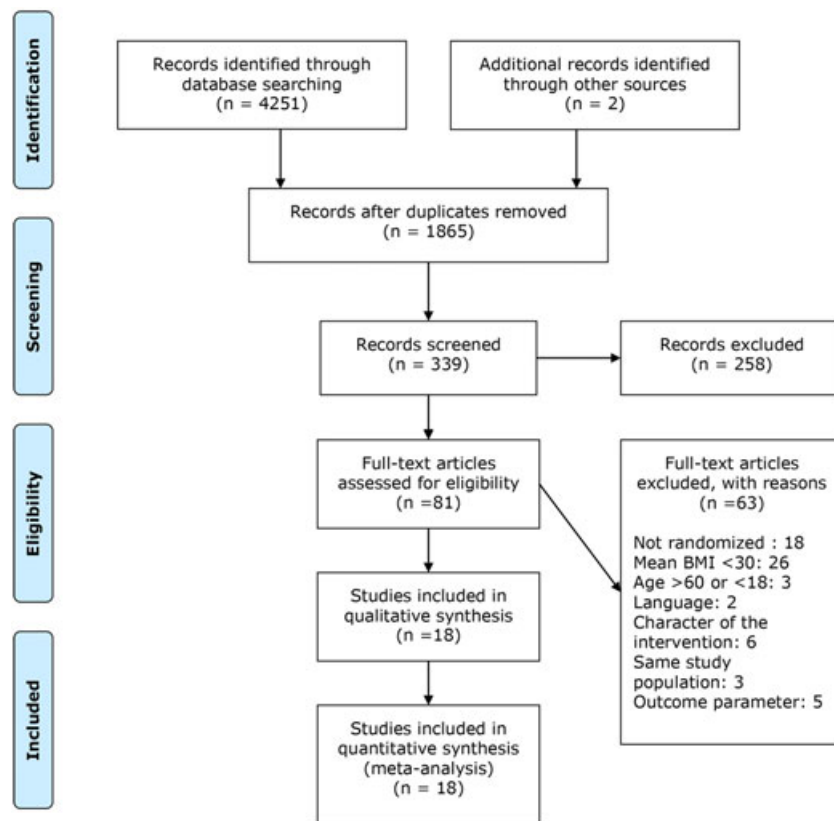 Identification
Records identified through
database searching
(n = 4251)
Additional records identified
through other sources
(n = 2)
Records after duplicates removed
(n = 1865)
Screening
Records screened
(n = 339)
Records excluded
(n = 258)
Eligibility
Full-text articles
assessed for eligibility
(n =81)
Full-text articles
excluded, with reasons
(n =63)
Not randomized : 18
Mean BMI <30: 26
Age >60 or <18: 3
Language: 2
Character of the
intervention: 6
Same study
population: 3
Outcome parameter: 5
Studies included in
qualitative synthesis
(n =18)
Included
Studies included in
quantitative synthesis
(meta-analysis)
(n = 18)